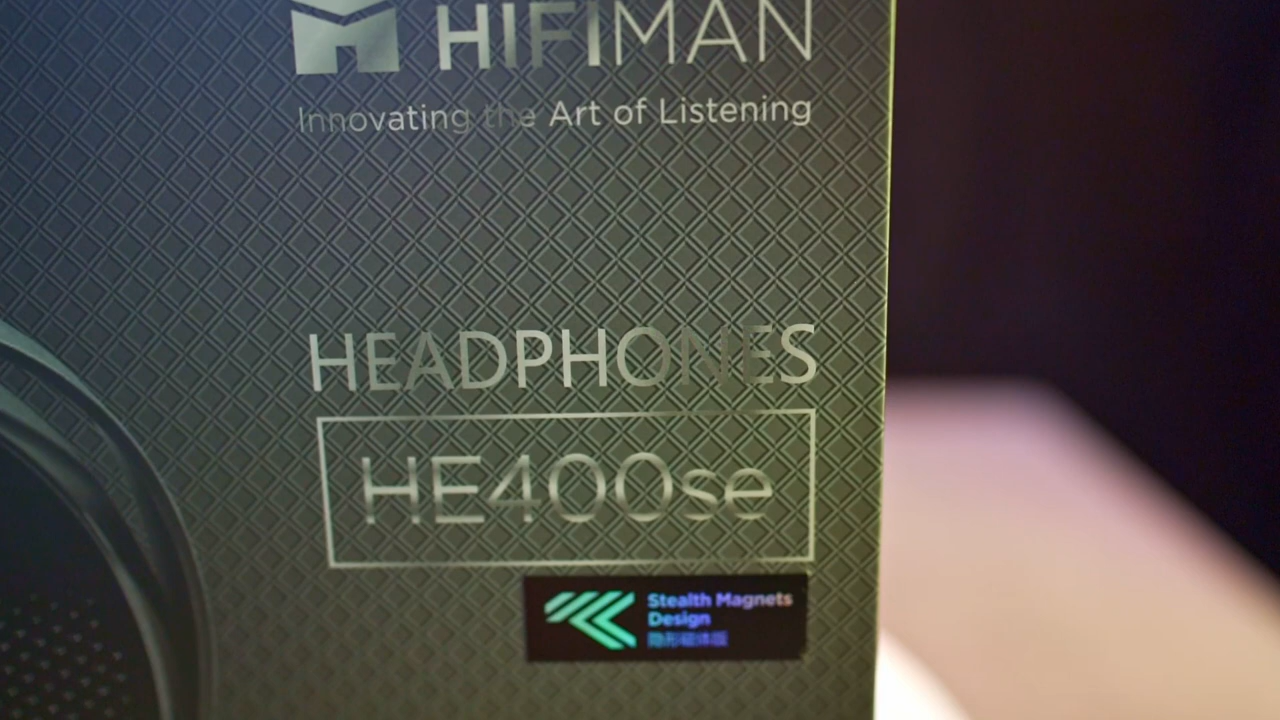 HIFIMAN
Innovating the Art of Listening
HEADPHONES
HE400se
Stealth Magnets
Design
隐形磁体版